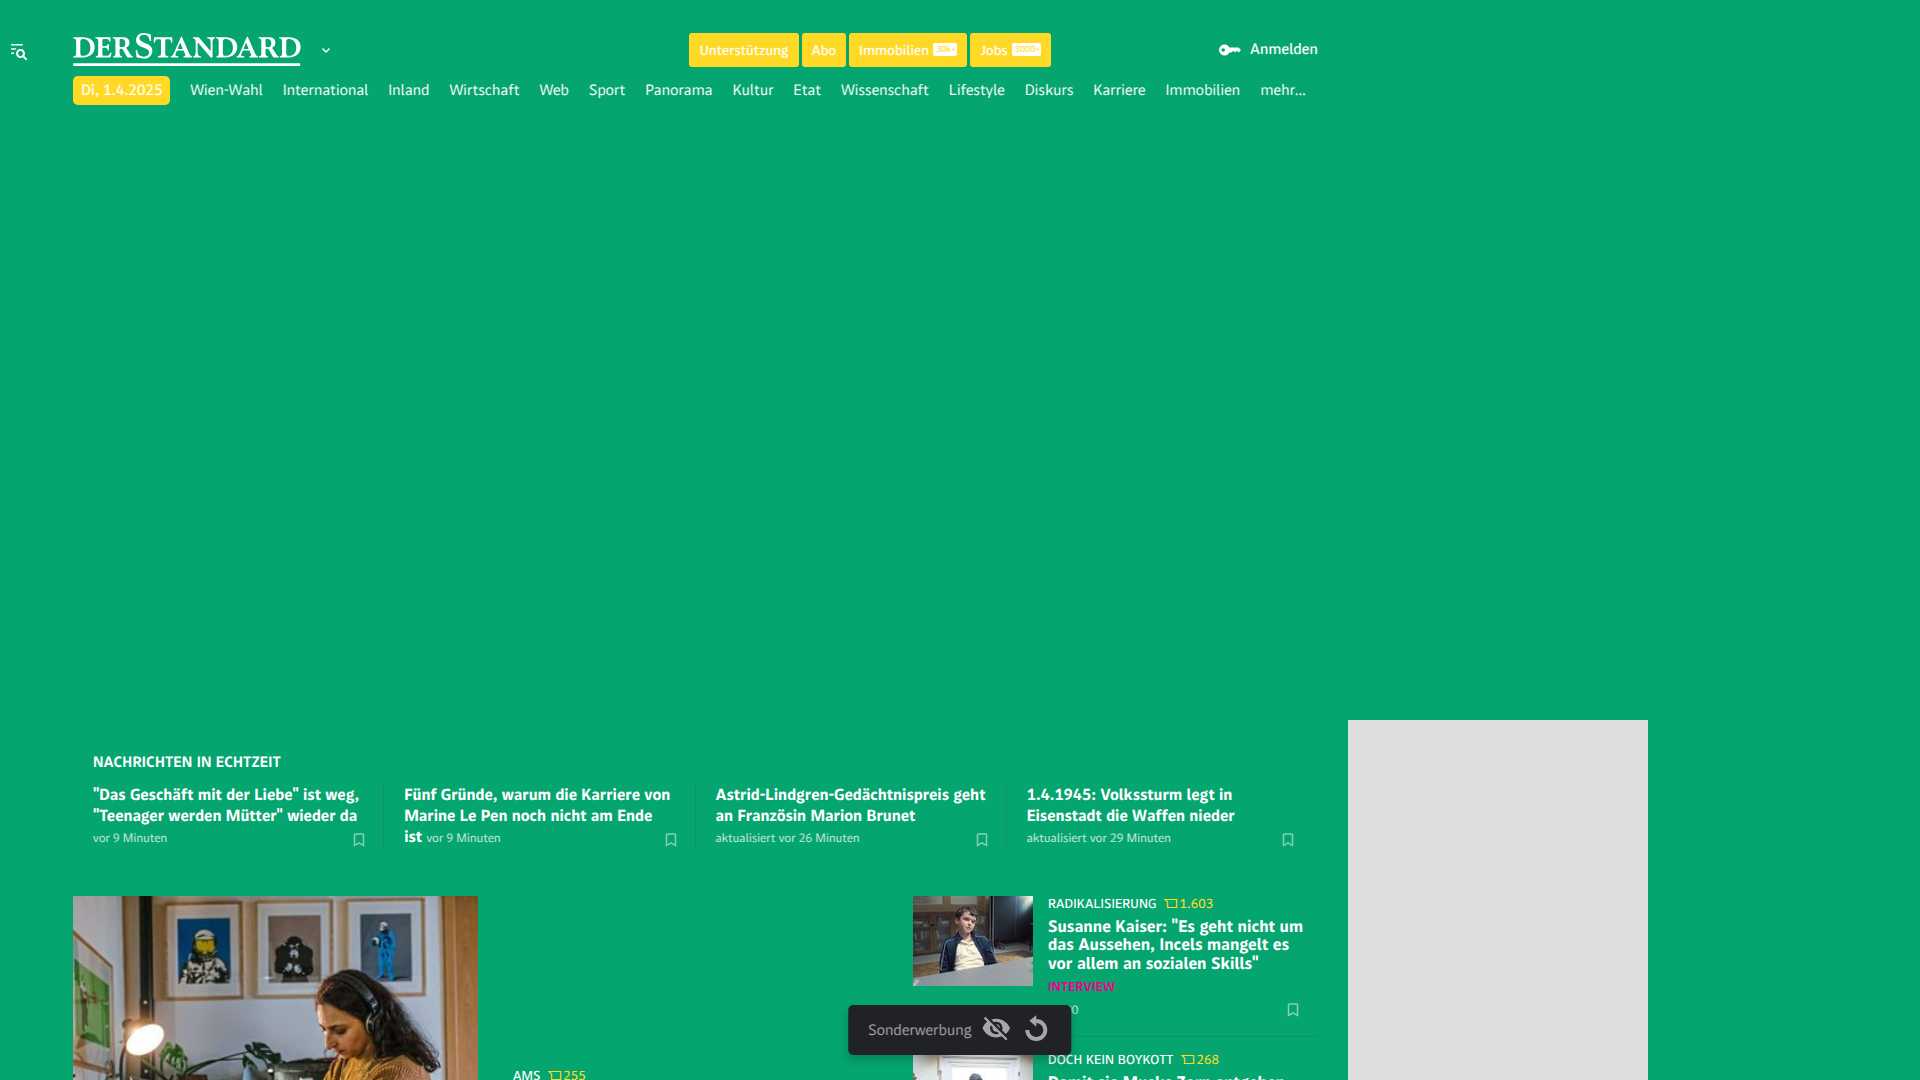 DERSTANDARD
Unterstützung Abo Immobilien Jobs
Anmelden
Di, 1.4.2025 Wien-Wahl International Inland Wirtschaft Web Sport Panorama Kultur Etat Wissenschaft Lifestyle Diskurs Karriere Immobilien mehr...
NACHRICHTEN IN ECHTZEIT
"Das Geschäft mit der Liebe" ist weg,
"Teenager werden Mütter" wieder da
vor 9 Minuten
Fünf Gründe, warum die Karriere von
Marine Le Pen noch nicht am Ende
ist vor 9 Minuten
Astrid-Lindgren-Gedächtnispreis geht
an Französin Marion Brunet
aktualisiert vor 26 Minuten
1.4.1945: Volkssturm legt in
Eisenstadt die Waffen nieder
aktualisiert vor 29 Minuten
AMS 255
RADIKALISIERUNG 1.603
Susanne Kaiser: "Es geht nicht um
das Aussehen, Incels mangelt es
vor allem an sozialen Skills"
INTERVIEW
Sonderwerbung
DOCH KEIN BOYKOTT 268